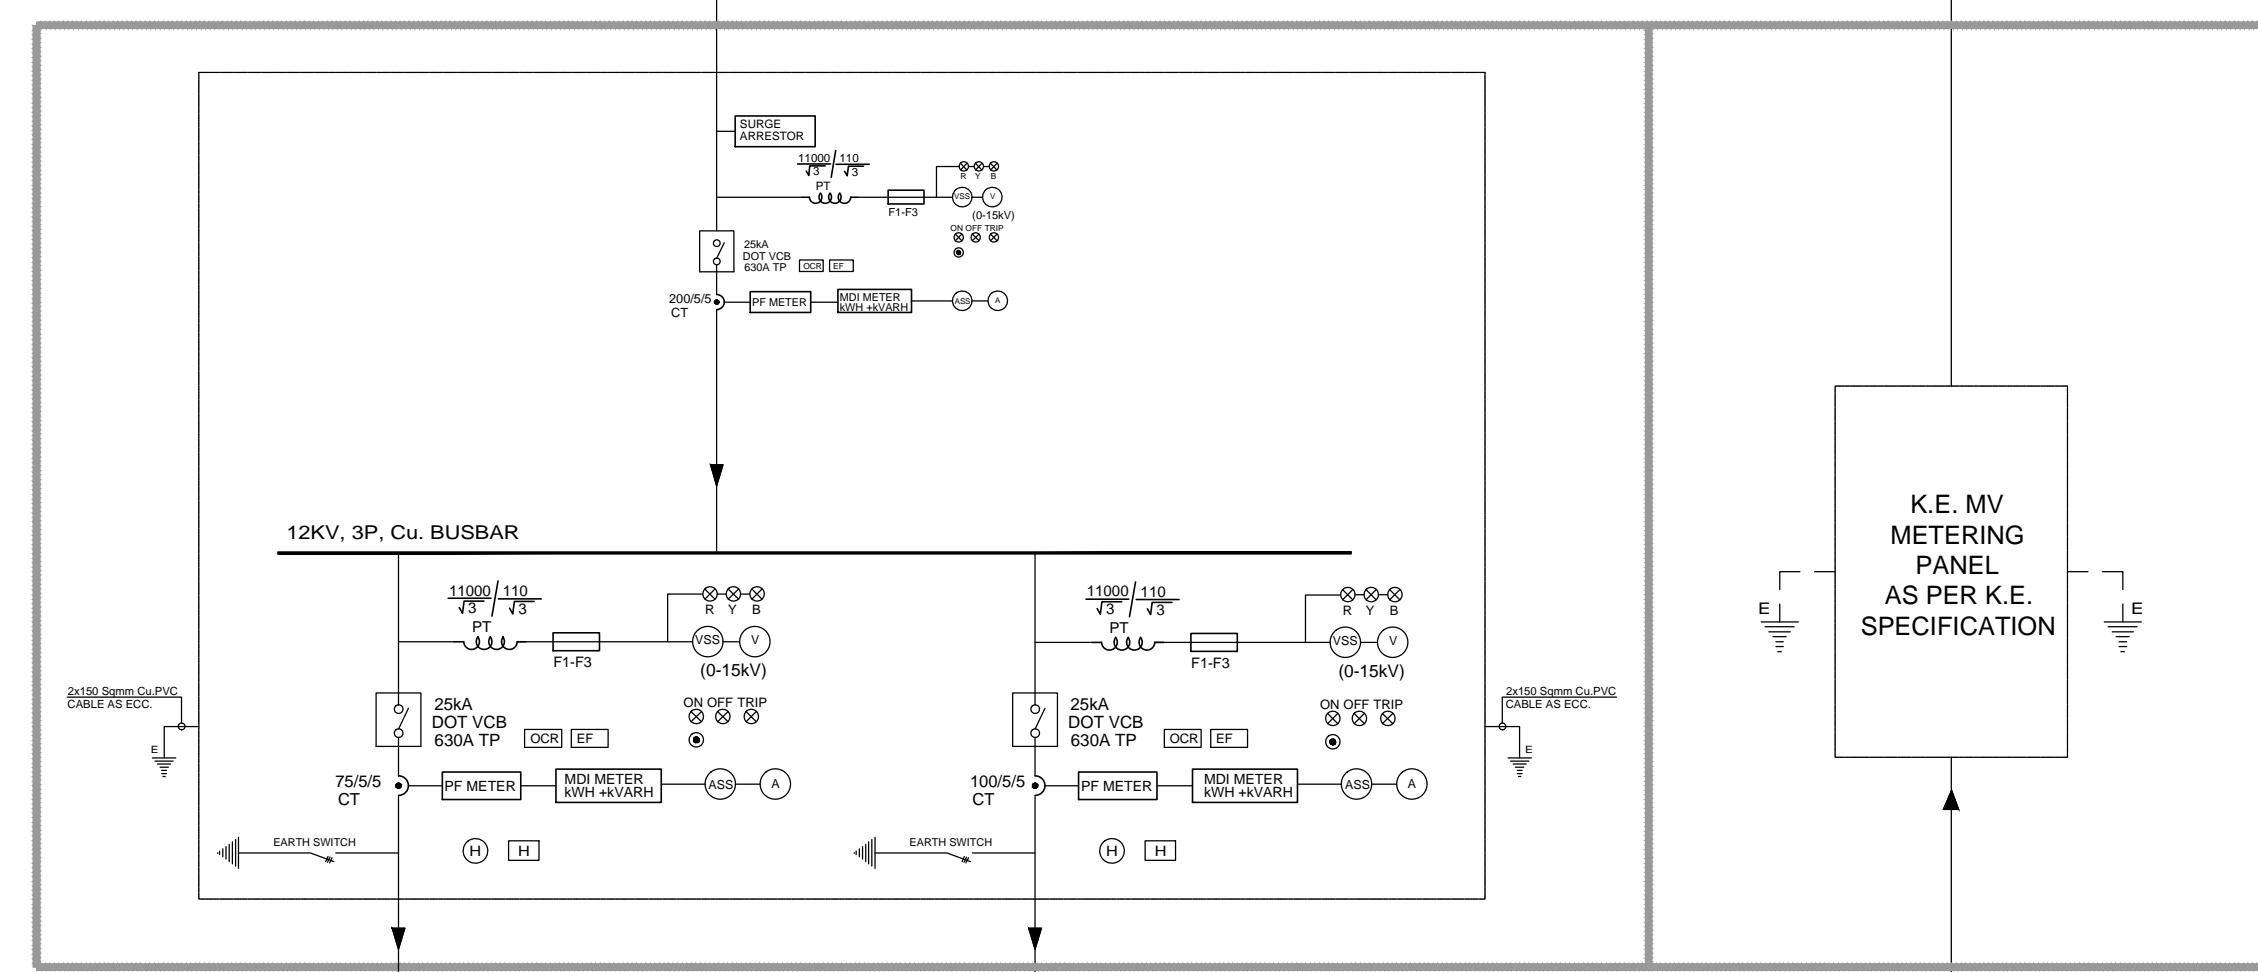 SURGE
ARRESTOR
11000 / 110
√3 √3
PT
F1-F3
R Y B
VSS V
(0-15kV)
ON OFF TRIP
25kA
DOT VCB
630A TP
OCR EF
200/5/5
CT
PF METER
MDI METER
kWH +kVARH
ASS A
12KV, 3P, Cu. BUSBAR
11000 / 110
√3 √3
PT
F1-F3
R Y B
VSS V
(0-15kV)
25kA
DOT VCB
630A TP
OCR EF
ON OFF TRIP
75/5/5
CT
PF METER
MDI METER
kWH +kVARH
ASS A
EARTH SWITCH
H H
11000 / 110
√3 √3
PT
F1-F3
R Y B
VSS V
(0-15kV)
25kA
DOT VCB
630A TP
OCR EF
ON OFF TRIP
100/5/5
CT
PF METER
MDI METER
kWH +kVARH
ASS A
EARTH SWITCH
H H
2x150 Sqmm Cu.PVC
CABLE AS ECC.
E
2x150 Sqmm Cu.PVC
CABLE AS ECC.
E
K.E. MV
METERING
PANEL
AS PER K.E.
SPECIFICATION
E
E